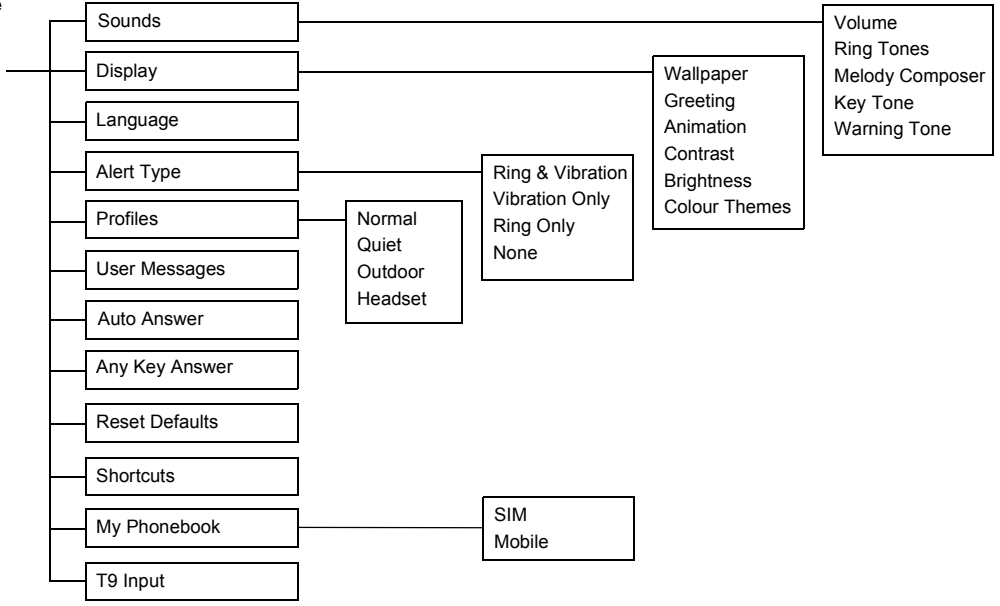 Sounds
Volume
Ring Tones
Melody Composer
Key Tone
Warning Tone
Display
Wallpaper
Greeting
Animation
Contrast
Brightness
Colour Themes
Language
Alert Type
Ring & Vibration
Vibration Only
Ring Only
None
Profiles
Normal
Quiet
Outdoor
Headset
User Messages
Auto Answer
Any Key Answer
Reset Defaults
Shortcuts
My Phonebook
SIM
Mobile
T9 Input